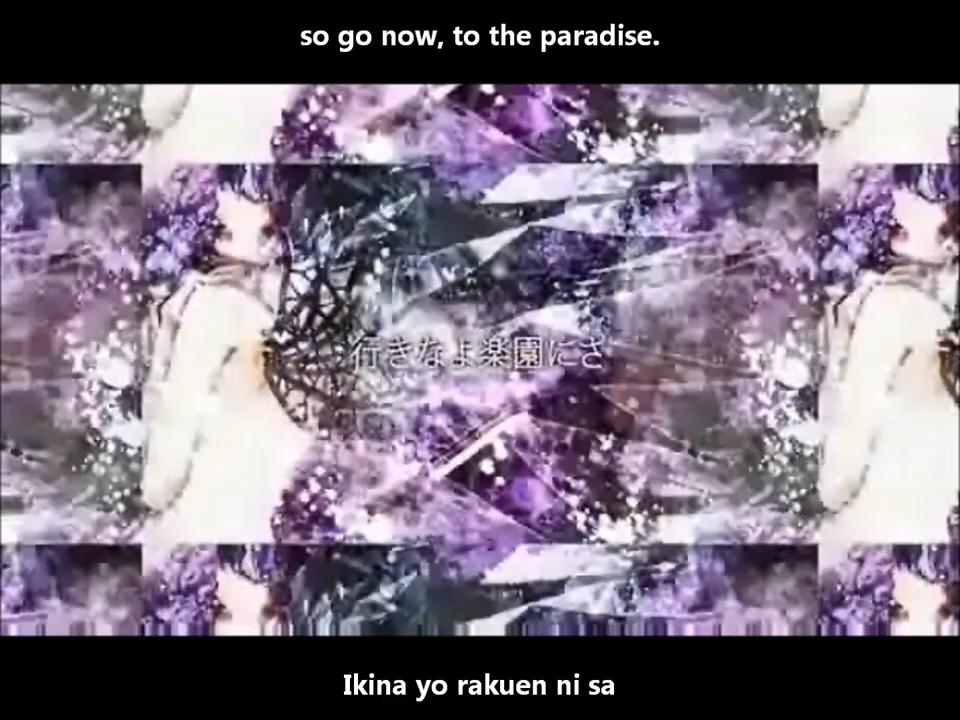 so go now, to the paradise.
行きなよ楽園にさ
Ikina yo rakuen ni sa